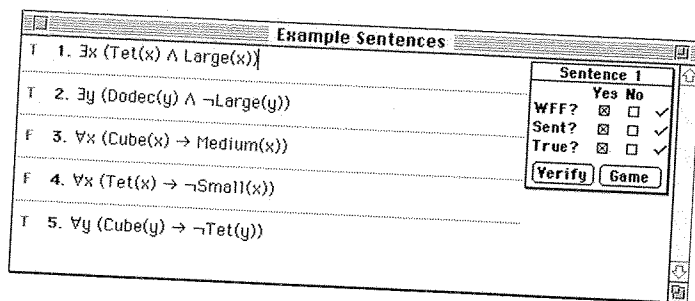 Example Sentences
T 1. ∃x (Tet(x) ∧ Large(x))
T 2. ∃y (Dodec(y) ∧ ¬Large(y))
F 3. ∀x (Cube(x) → Medium(x))
F 4. ∀x (Tet(x) → ¬Small(x))
T 5. ∀y (Cube(y) → ¬Tet(y))
Sentence 1
Yes No
WFF?
Sent?
True?
Verify Game